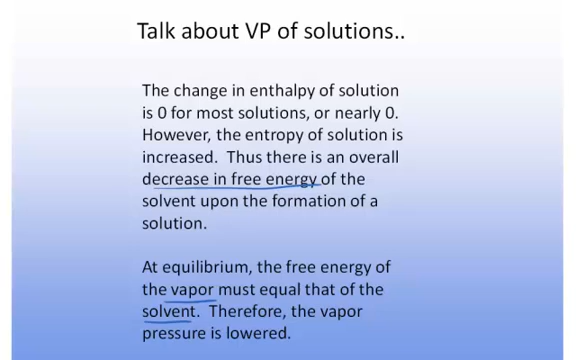 Talk about VP of solutions..
The change in enthalpy of solution
is 0 for most solutions, or nearly 0.
However, the entropy of solution is
increased.  Thus there is an overall
decrease in free energy of the
solvent upon the formation of a
solution.
At equilibrium, the free energy of
the vapor must equal that of the
solvent.  Therefore, the vapor
pressure is lowered.